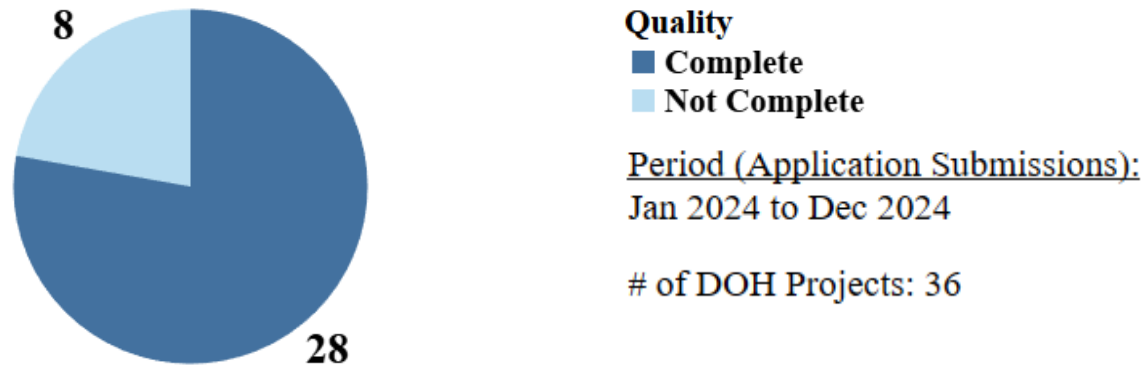 8
28
Quality
Complete
Not Complete
Period (Application Submissions):
Jan 2024 to Dec 2024
# of DOH Projects: 36